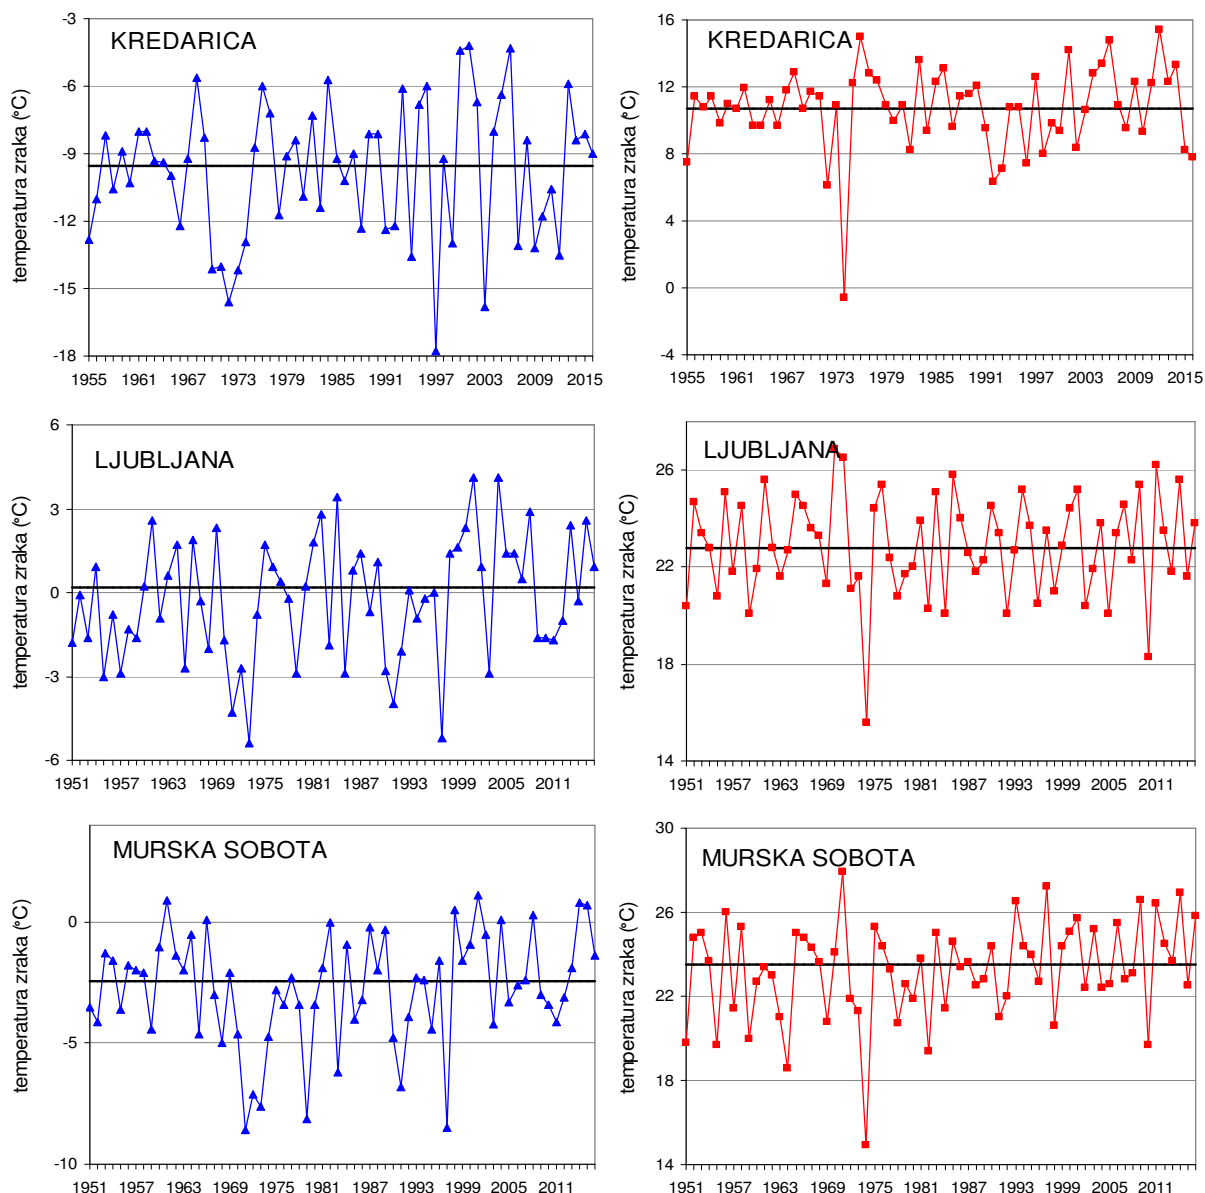 KREDARICA
temperatura zraka (°C)
-3
-6
-9
-12
-15
-18
1955 1961 1967 1973 1979 1985 1991 1997 2003 2009 2015
KREDARICA
temperatura zraka (°C)
16
12
8
4
0
-4
1955 1961 1967 1973 1979 1985 1991 1997 2003 2009 2015
LJUBLJANA
temperatura zraka (°C)
6
3
0
-3
-6
1951 1957 1963 1969 1975 1981 1987 1993 1999 2005 2011
LJUBLJANA
temperatura zraka (°C)
26
22
18
14
1951 1957 1963 1969 1975 1981 1987 1993 1999 2005 2011
MURSKA SOBOTA
temperatura zraka (°C)
0
-5
-10
1951 1957 1963 1969 1975 1981 1987 1993 1999 2005 2011
MURSKA SOBOTA
temperatura zraka (°C)
30
26
22
18
14
1951 1957 1963 1969 1975 1981 1987 1993 1999 2005 2011